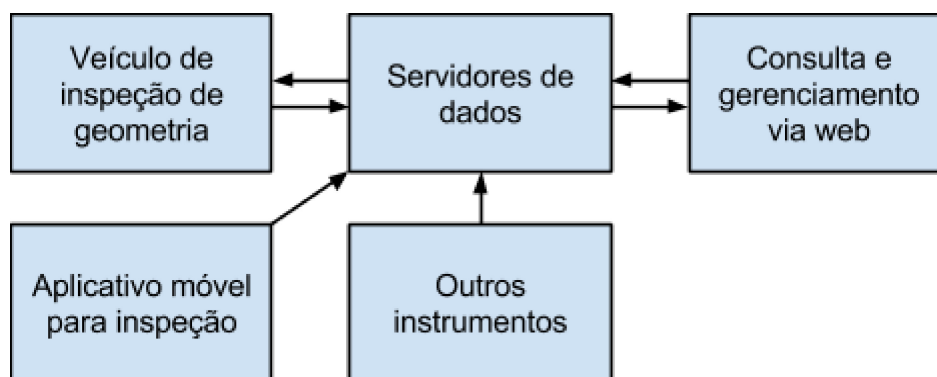 Veículo de
inspeção de
geometria
Servidores de
dados
Consulta e
gerenciamento
via web
Aplicativo móvel
para inspeção
Outros
instrumentos